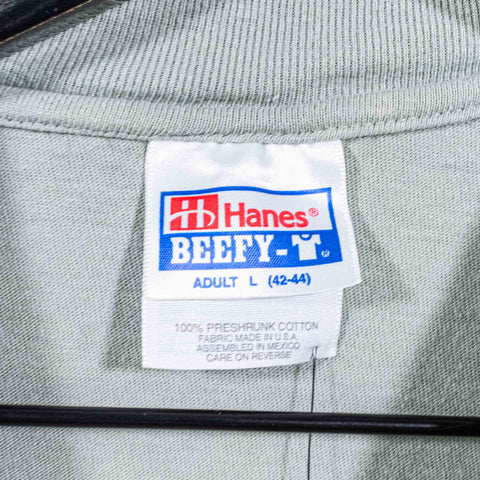 Hanes®
BEEFY-T
ADULT L (42-44)
100% PRESHRUNK COTTON
FABRIC MADE IN U.S.A.
ASSEMBLED IN MEXICO
CARE ON REVERSE